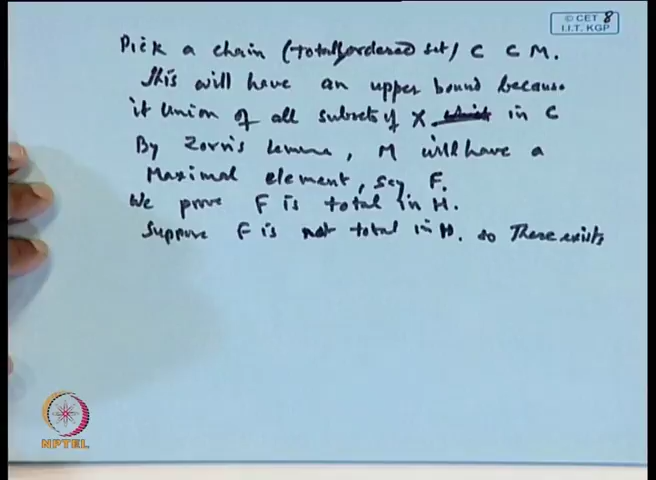 © CET
I.I.T. KGP
8
Pick a chain (totally ordered set) C ⊂ M.
This will have an upper bound because
it Union of all subsets of X in C
By Zorn's lemma, M will have a
Maximal element, say F.
We prove F is total in H.
Suppose F is not total in H. so There exists
NPTEL